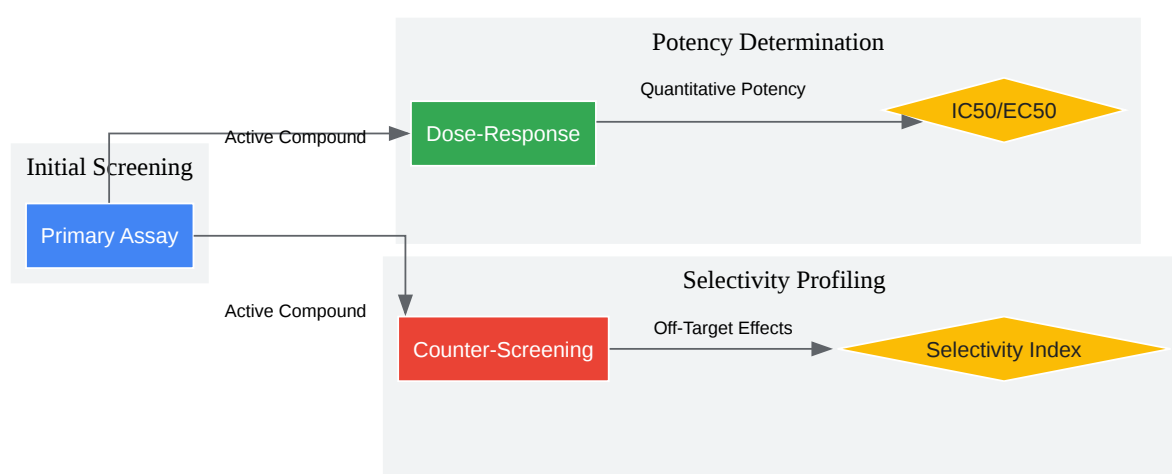 Potency Determination
Quantitative Potency
IC50/EC50
Active Compound
Dose-Response
Initial Screening
Primary Assay
Selectivity Profiling
Active Compound
Off-Target Effects
Counter-Screening
Selectivity Index